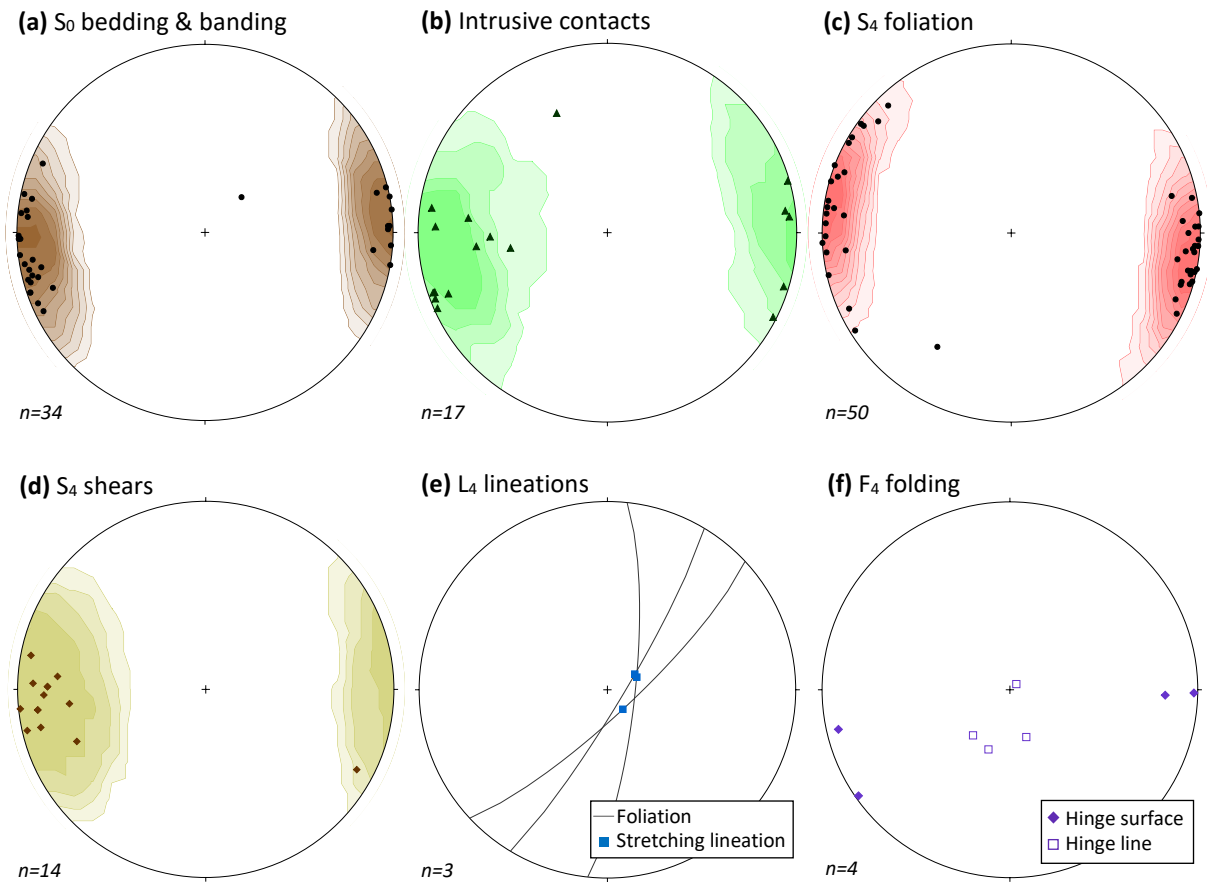 (a) S₀ bedding & banding
(b) Intrusive contacts
(c) S₄ foliation
n=34
n=17
n=50
(d) S₄ shears
(e) L₄ lineations
(f) F₄ folding
Foliation
Stretching lineation
Hinge surface
Hinge line
n=14
n=3
n=4